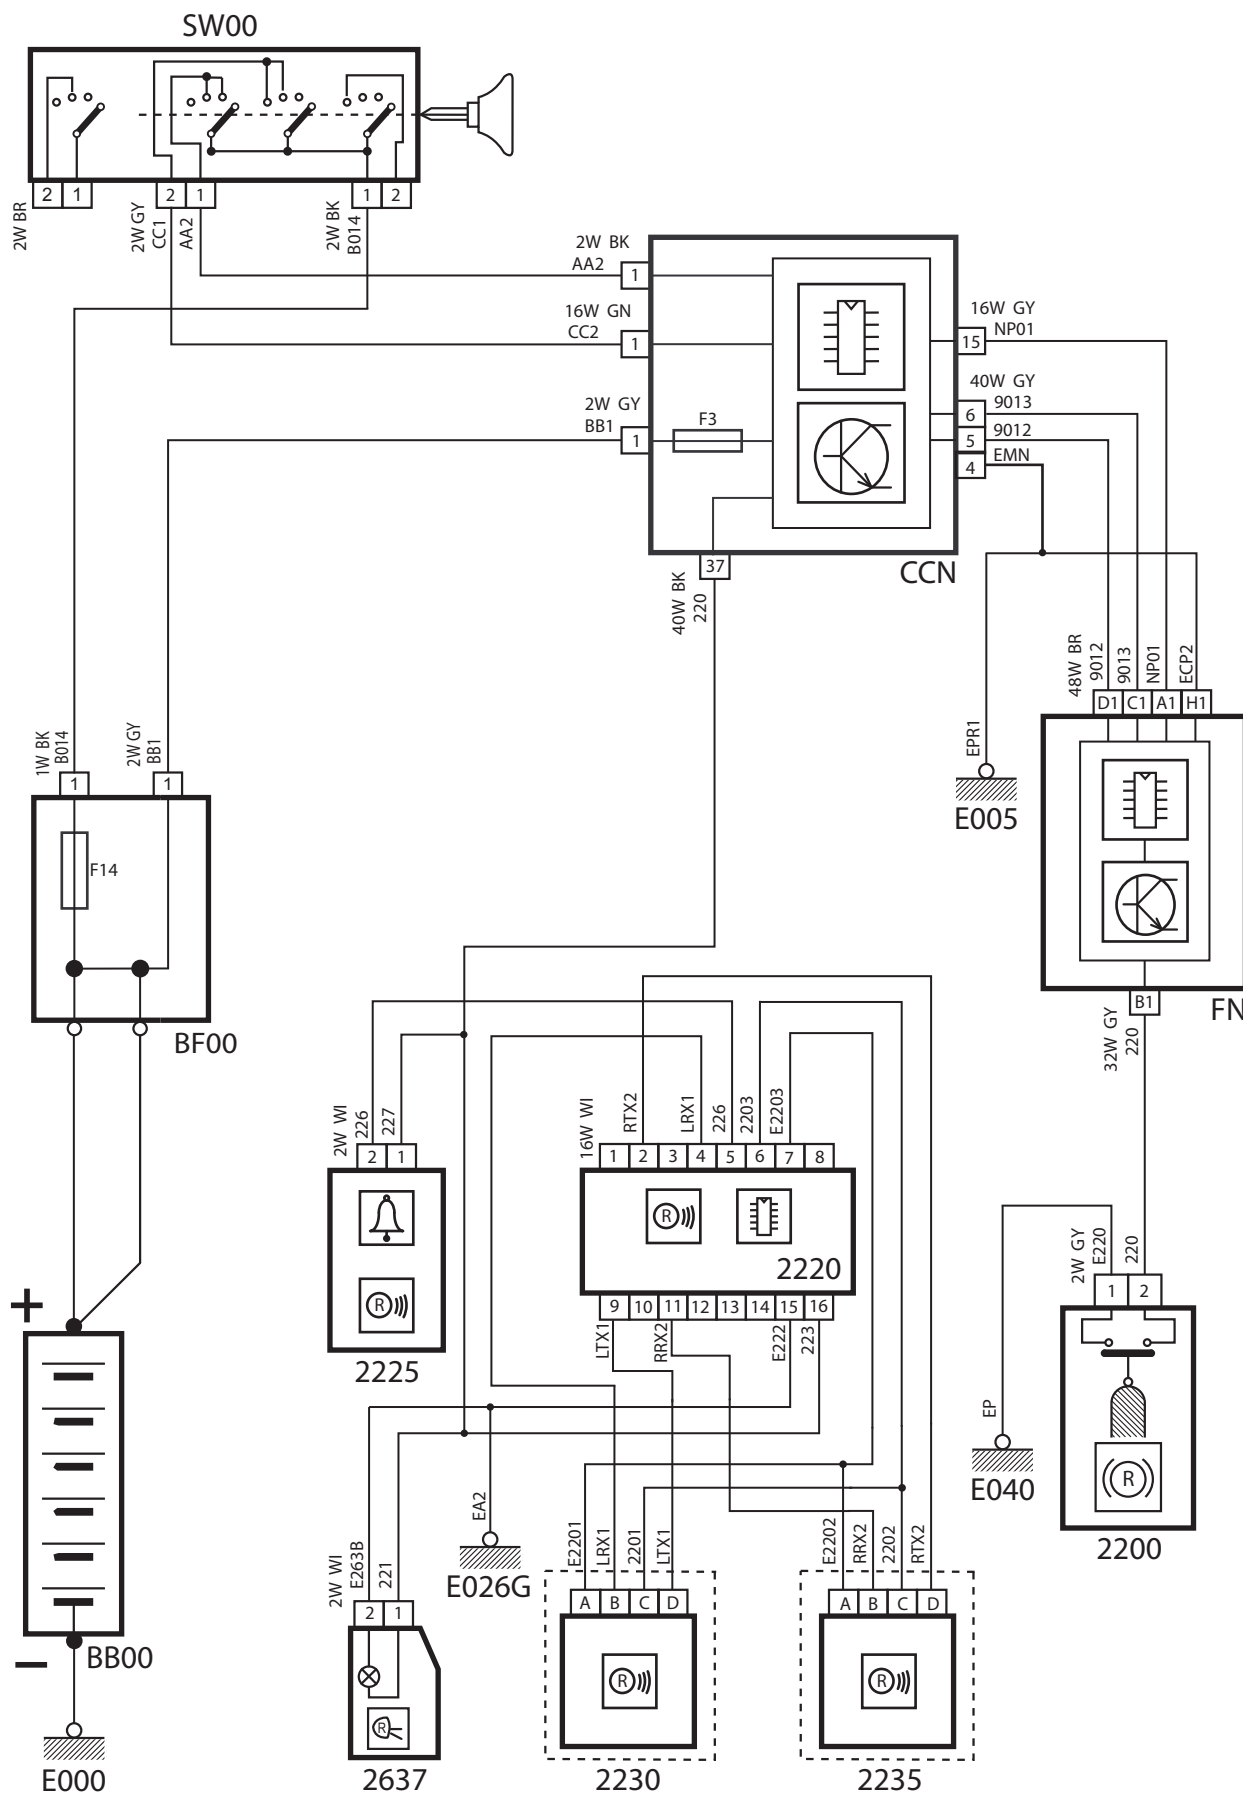 SW00
2 1 2 1 1 2
2W BR
2W GY
CC1
AA2
2W BK
B014
2W BK
AA2
1
16W GN
CC2
1
2W GY
BB1
1
F3
16W GY
15 NP01
40W GY
6 9013
5 9012
4 EMN
37
CCN
40W BK
220
48W BR
9012
9013
NP01
ECP2
D1 C1 A1 H1
EPR1
E005
1W BK
B014
2W GY
BB1
1 1
F14
BF00
B1
FN
32W GY
220
2W WI
226
227
2 1
R
2225
16W WI
RTX2
LRX1
226
2203
E2203
1 2 3 4 5 6 7 8
R
2220
9 10 11 12 13 14 15 16
LTX1
RRX2
E222
223
2W GY
E220
220
1 2
R
2200
EP
E040
+
BB00
–
E000
EA2
E026G
2W WI
E263B
221
2 1
R
2637
E2201
LRX1
2201
LTX1
A B C D
R
2230
E2202
RRX2
2202
RTX2
A B C D
R
2235